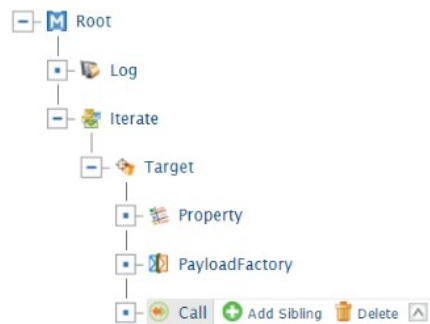 Root
Log
Iterate
Target
Property
PayloadFactory
Call Add Sibling Delete